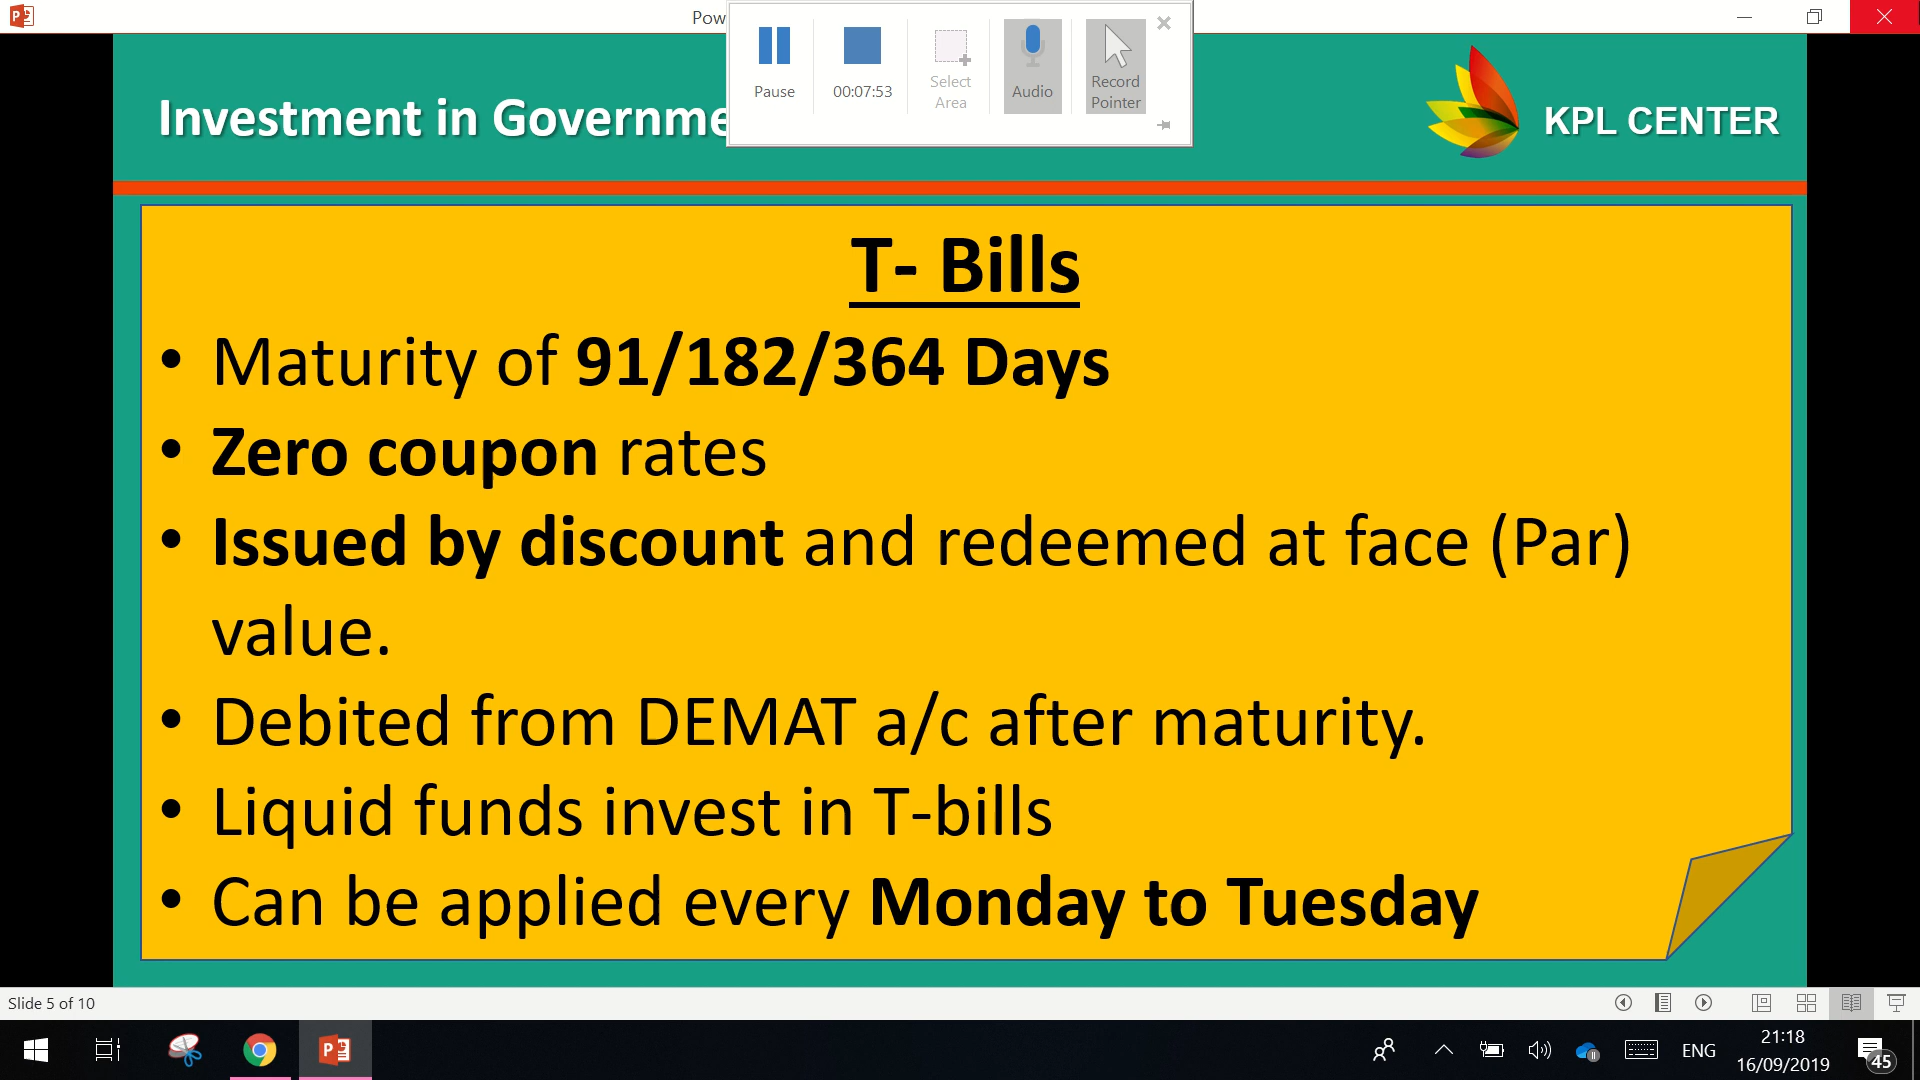 Pow
Pause
00:07:53
Select
Area
Audio
Record
Pointer
Investment in Governme
KPL CENTER
T- Bills
• Maturity of 91/182/364 Days
• Zero coupon rates
• Issued by discount and redeemed at face (Par)
value.
• Debited from DEMAT a/c after maturity.
• Liquid funds invest in T-bills
• Can be applied every Monday to Tuesday
Slide 5 of 10
ENG
21:18
16/09/2019
45